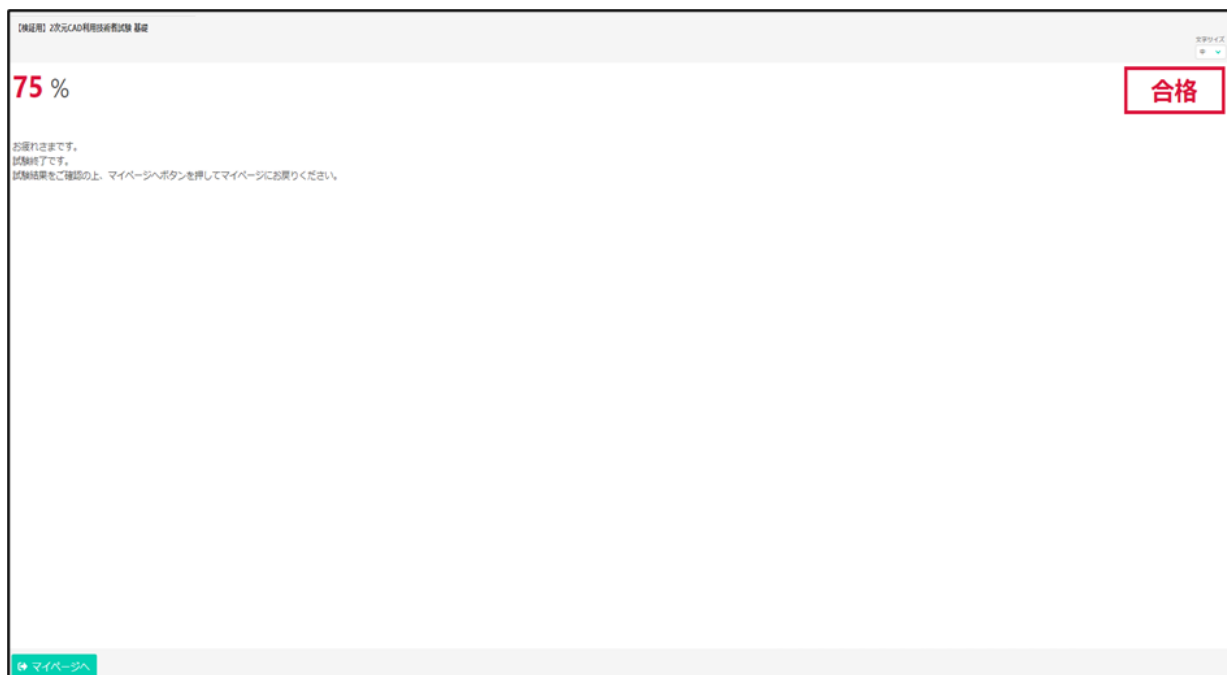 【検証用】2次元CAD利用技術者試験 基礎
文字サイズ
中
75 %
合格
お疲れさまです。
試験終了です。
試験結果をご確認の上、マイページへボタンを押してマイページにお戻りください。
マイページへ